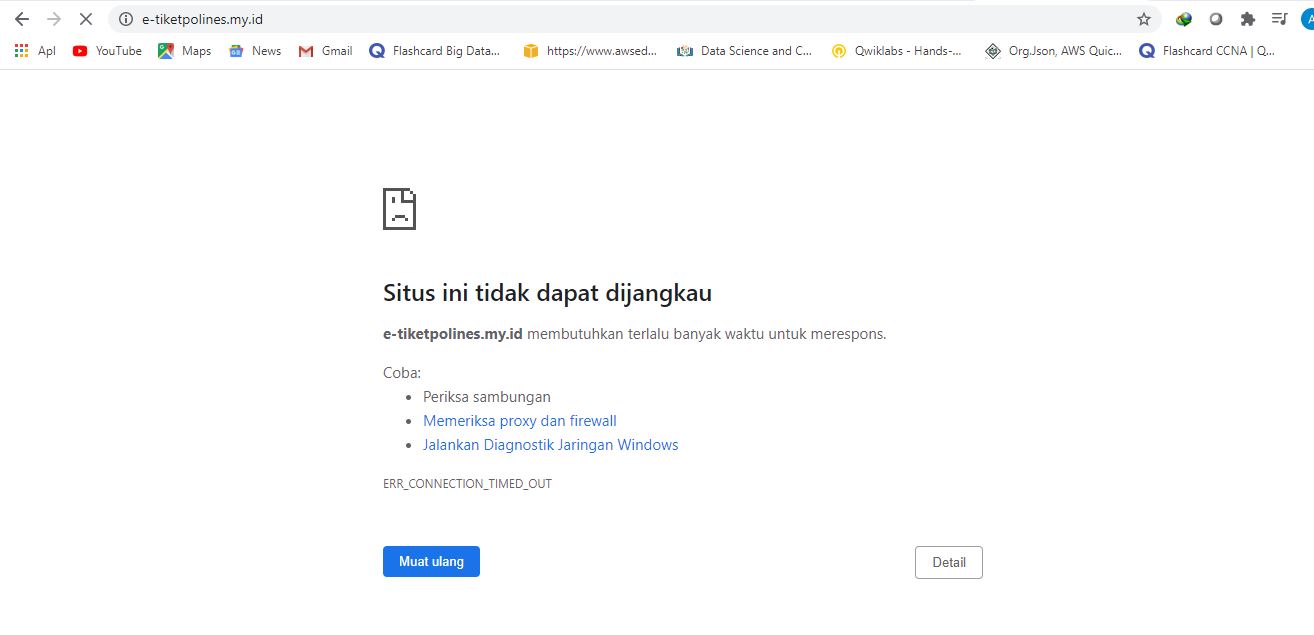 e-tiketpolines.my.id
Apl YouTube Maps News Gmail Flashcard Big Data... https://www.awsed... Data Science and C... Qwiklabs - Hands-... Org.Json, AWS Quic... Flashcard CCNA | Q...
Situs ini tidak dapat dijangkau
e-tiketpolines.my.id membutuhkan terlalu banyak waktu untuk merespons.
Coba:
Periksa sambungan
Memeriksa proxy dan firewall
Jalankan Diagnostik Jaringan Windows
ERR_CONNECTION_TIMED_OUT
Muat ulang Detail